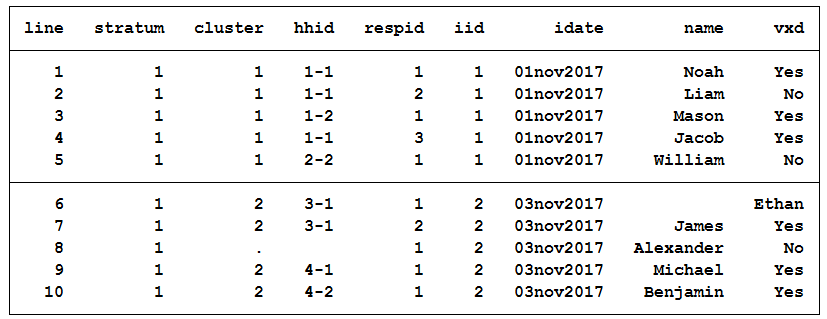 line stratum cluster hhid respid iid idate name vxd
1 1 1 1-1 1 1 01nov2017 Noah Yes
2 1 1 1-1 2 1 01nov2017 Liam No
3 1 1 1-2 1 1 01nov2017 Mason Yes
4 1 1 1-1 3 1 01nov2017 Jacob Yes
5 1 1 2-2 1 1 01nov2017 William No
6 1 2 3-1 1 2 03nov2017 Ethan
7 1 2 3-1 2 2 03nov2017 James Yes
8 1 . 1 2 03nov2017 Alexander No
9 1 2 4-1 1 2 03nov2017 Michael Yes
10 1 2 4-2 1 2 03nov2017 Benjamin Yes